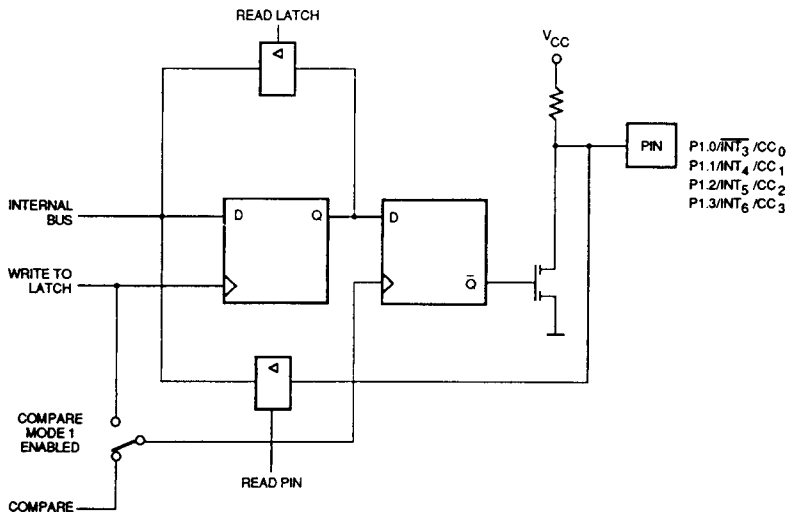 READ LATCH
VCC
PIN
P1.0/INT3/CC0
P1.1/INT4/CC1
P1.2/INT5/CC2
P1.3/INT6/CC3
INTERNAL
BUS
D
Q
D
WRITE TO
LATCH
Q̅
COMPARE
MODE 1
ENABLED
READ PIN
COMPARE